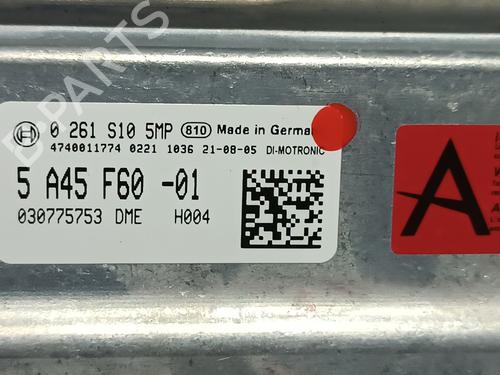 0 261 S10 5MP 810 Made in German
4740011774 0221 1036 21-08-05 DI-MOTRONIC
5 A45 F60 -01
030775753 DME H004
A
B-PARTS